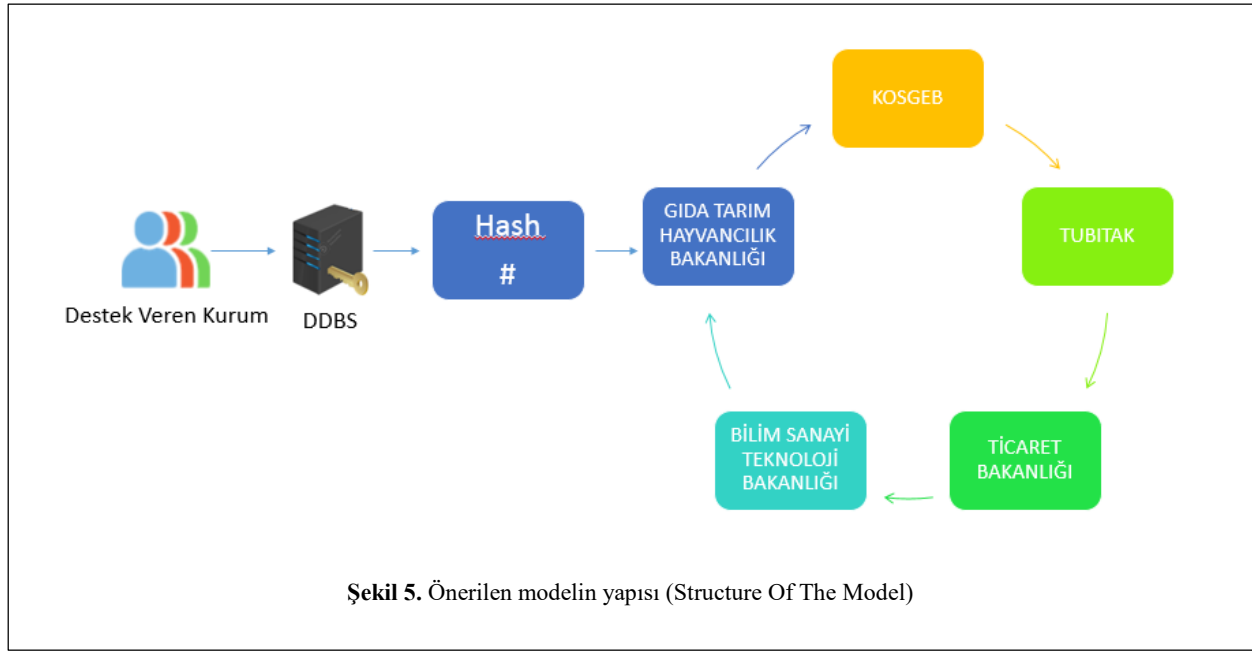 Destek Veren Kurum
DDBS
Hash
#
GIDA TARIM
HAYVANCILIK
BAKANLIĞI
KOSGEB
TUBITAK
TİCARET
BAKANLIĞI
BİLİM SANAYİ
TEKNOLOJİ
BAKANLIĞI
Şekil 5. Önerilen modelin yapısı (Structure Of The Model)